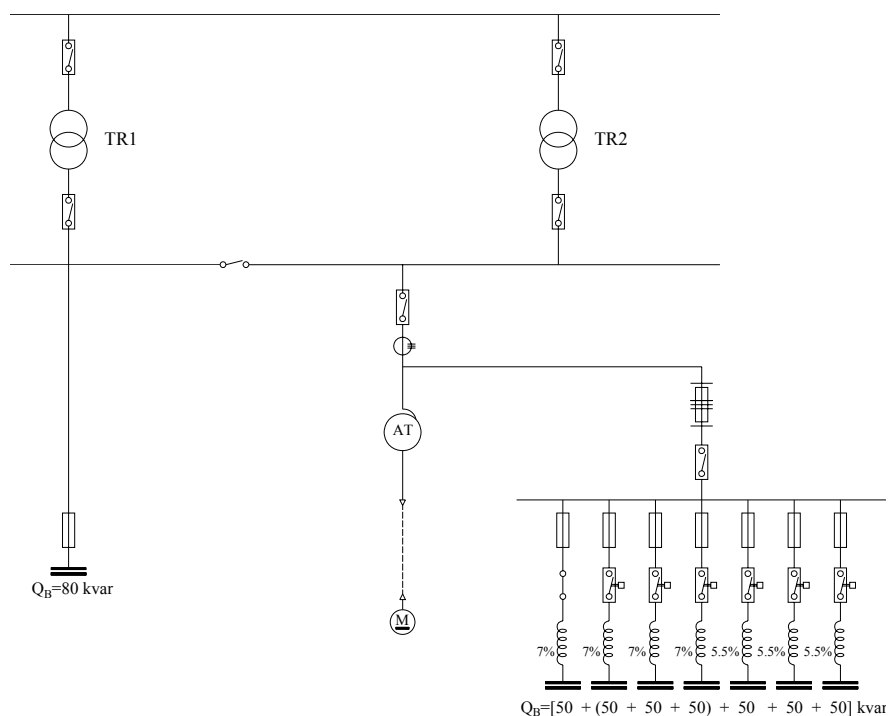 TR1
TR2
AT
M
Q_B=80 kvar
7% 7% 7% 7% 5.5% 5.5% 5.5%
Q_B=[50 + (50 + 50 + 50) + 50 + 50 + 50] kvar